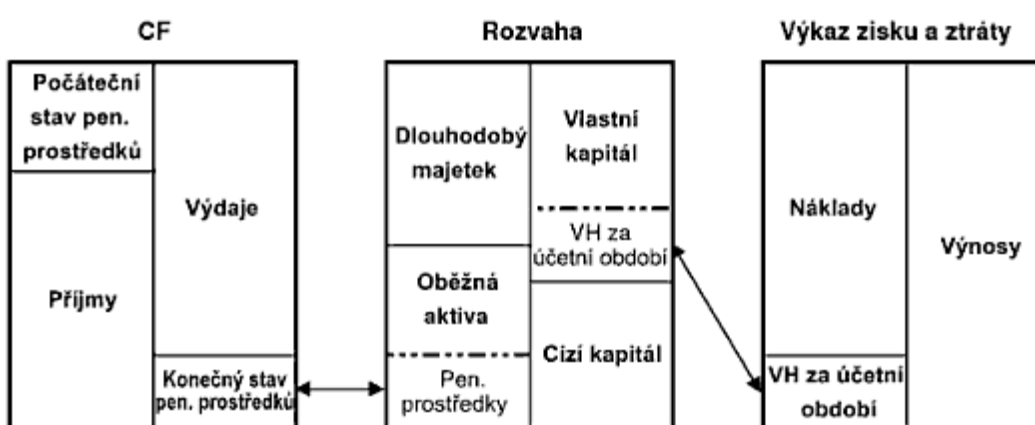 CF
Počáteční
stav pen.
prostředků
Příjmy
Výdaje
Konečný stav
pen. prostředků
Rozvaha
Dlouhodobý
majetek
Oběžná
aktiva
Pen.
prostředky
Vlastní
kapitál
VH za
účetní období
Cizí kapitál
Výkaz zisku a ztráty
Náklady
VH za účetní
období
Výnosy